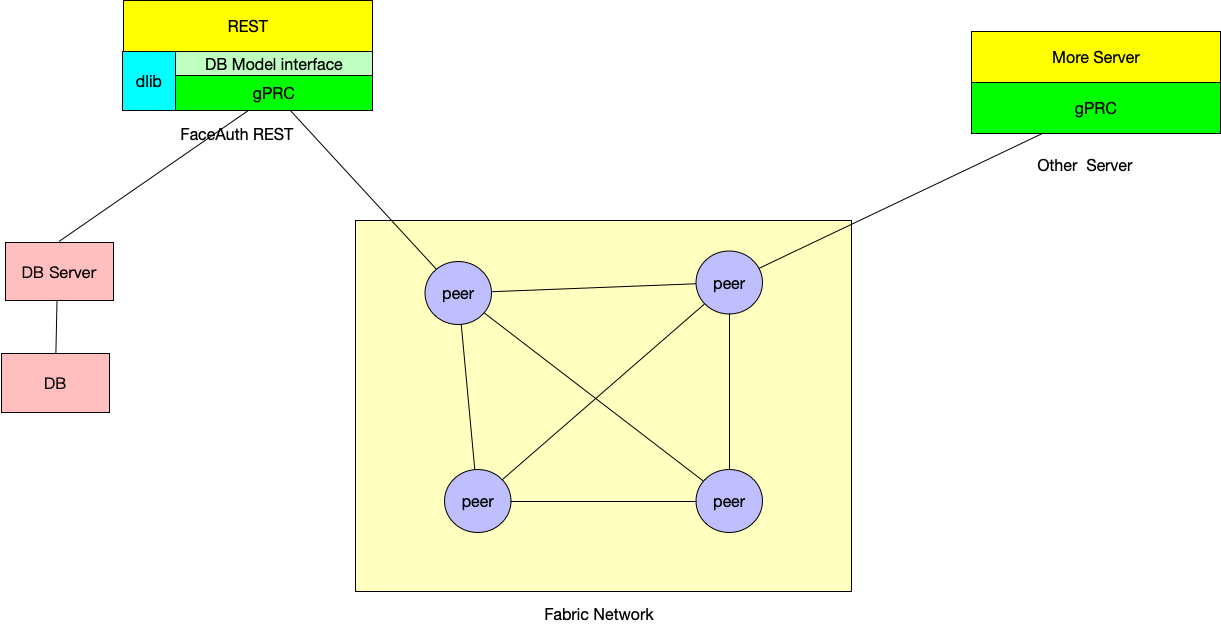 REST
DB Model interface
dlib
gPRC
FaceAuth REST
More Server
gPRC
Other  Server
DB Server
DB
peer
peer
peer
peer
Fabric Network